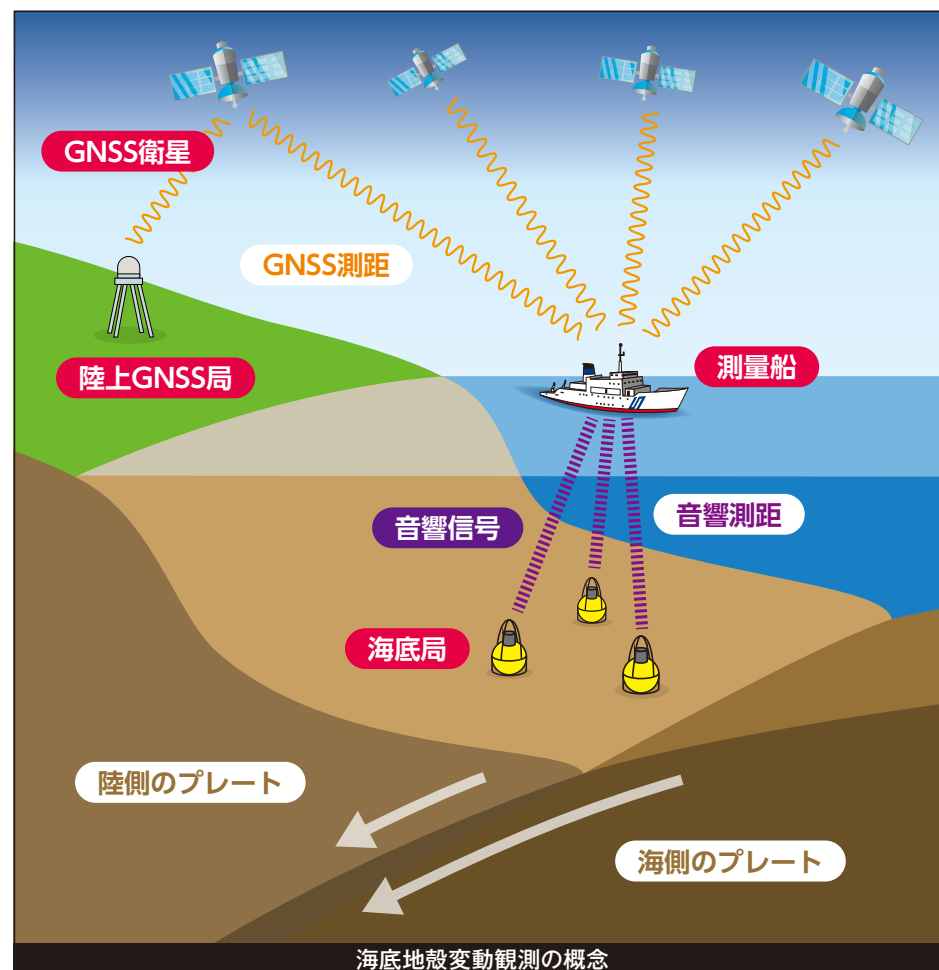 GNSS衛星
GNSS測距
陸上GNSS局
測量船
音響信号
音響測距
海底局
陸側のプレート
海側のプレート
海底地殻変動観測の概念